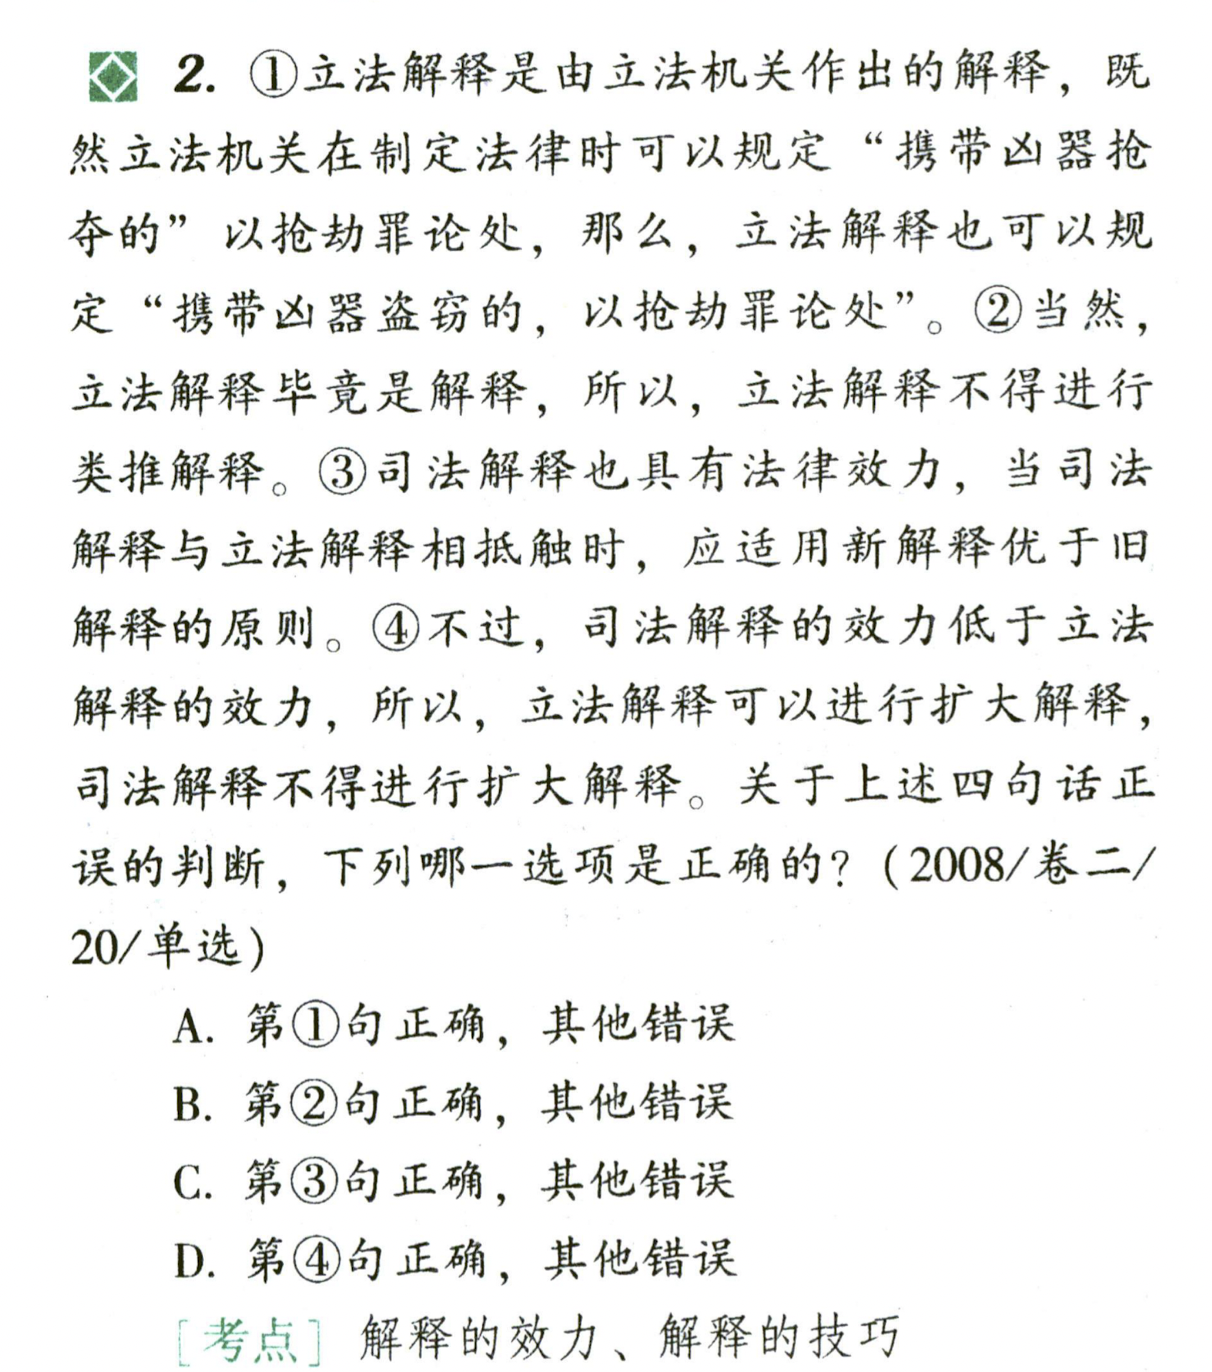 2. ①立法解释是由立法机关作出的解释，既
然立法机关在制定法律时可以规定“携带凶器抢
夺的”以抢劫罪论处，那么，立法解释也可以规
定“携带凶器盗窃的，以抢劫罪论处”。②当然，
立法解释毕竟是解释，所以，立法解释不得进行
类推解释。③司法解释也具有法律效力，当司法
解释与立法解释相抵触时，应适用新解释优于旧
解释的原则。④不过，司法解释的效力低于立法
解释的效力，所以，立法解释可以进行扩大解释，
司法解释不得进行扩大解释。关于上述四句话正
误的判断，下列哪一选项是正确的？（2008/卷二/
20/单选）
A. 第①句正确，其他错误
B. 第②句正确，其他错误
C. 第③句正确，其他错误
D. 第④句正确，其他错误
［考点］解释的效力、解释的技巧